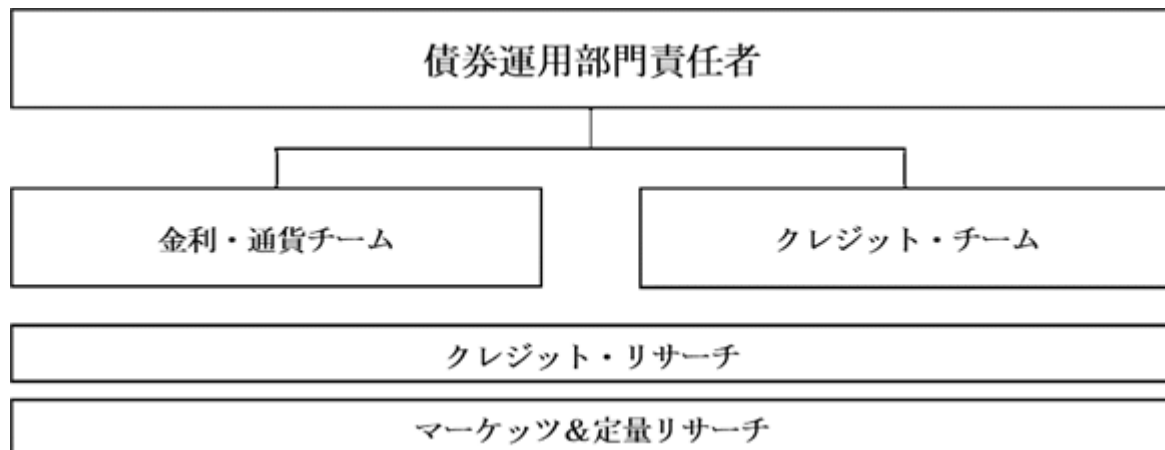 債券運用部門責任者
金利・通貨チーム
クレジット・チーム
クレジット・リサーチ
マーケッツ&定量リサーチ